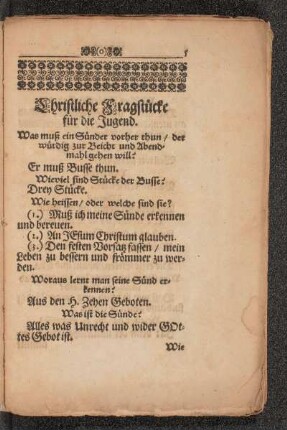 5
Christliche Fragstücke
für die Jugend.
Was muß ein Sünder vorher thun / der
würdig zur Beicht und Abend-
mahl gehen will?
Er muß Busse thun.
Wieviel sind Stücke der Busse?
Drey Stücke.
Wie heissen / oder welche sind sie?
(1.) Muß ich meine Sünde erkennen
und bereuen.
(2.) An JEsum Christum glauben.
(3.) Den festen Vorsatz fassen / mein
Leben zu bessern und frömmer zu wer-
den.
Woraus lernt man seine Sünd er-
kennen?
Aus den H. Zehen Geboten.
Was ist die Sünde?
Alles was Unrecht und wider GOt-
tes Gebot ist.
Wie